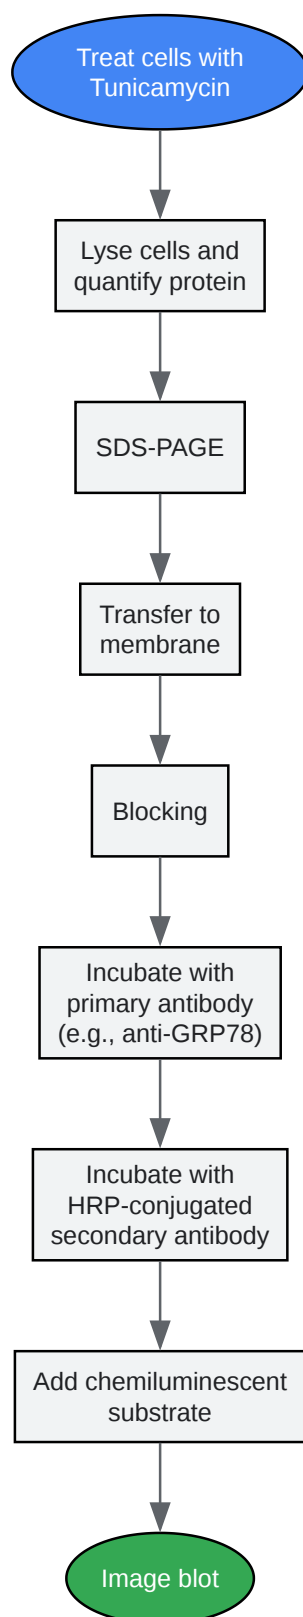 Treat cells with
Tunicamycin
Lyse cells and
quantify protein
SDS-PAGE
Transfer to
membrane
Blocking
Incubate with
primary antibody
(e.g., anti-GRP78)
Incubate with
HRP-conjugated
secondary antibody
Add chemiluminescent
substrate
Image blot